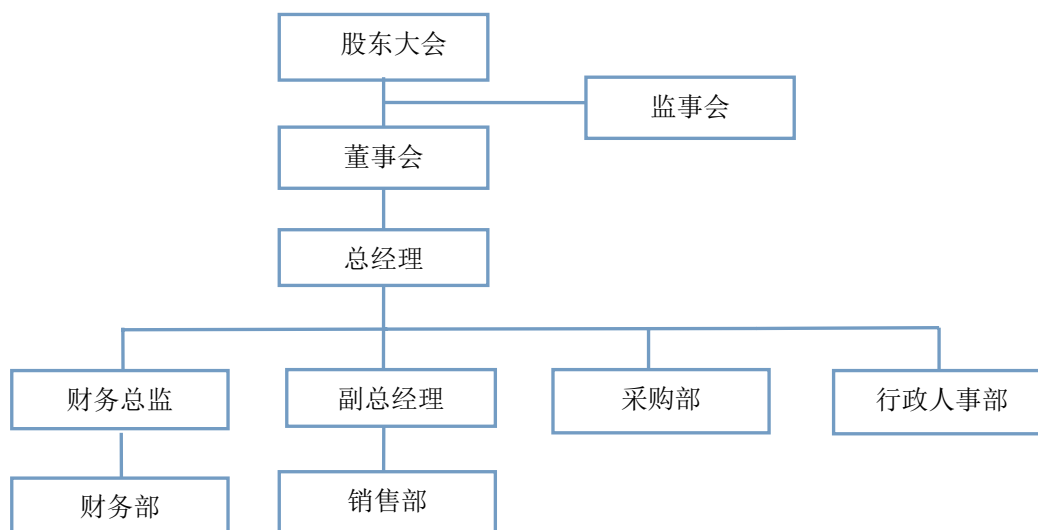 股东大会
监事会
董事会
总经理
财务总监
副总经理
采购部
行政人事部
财务部
销售部